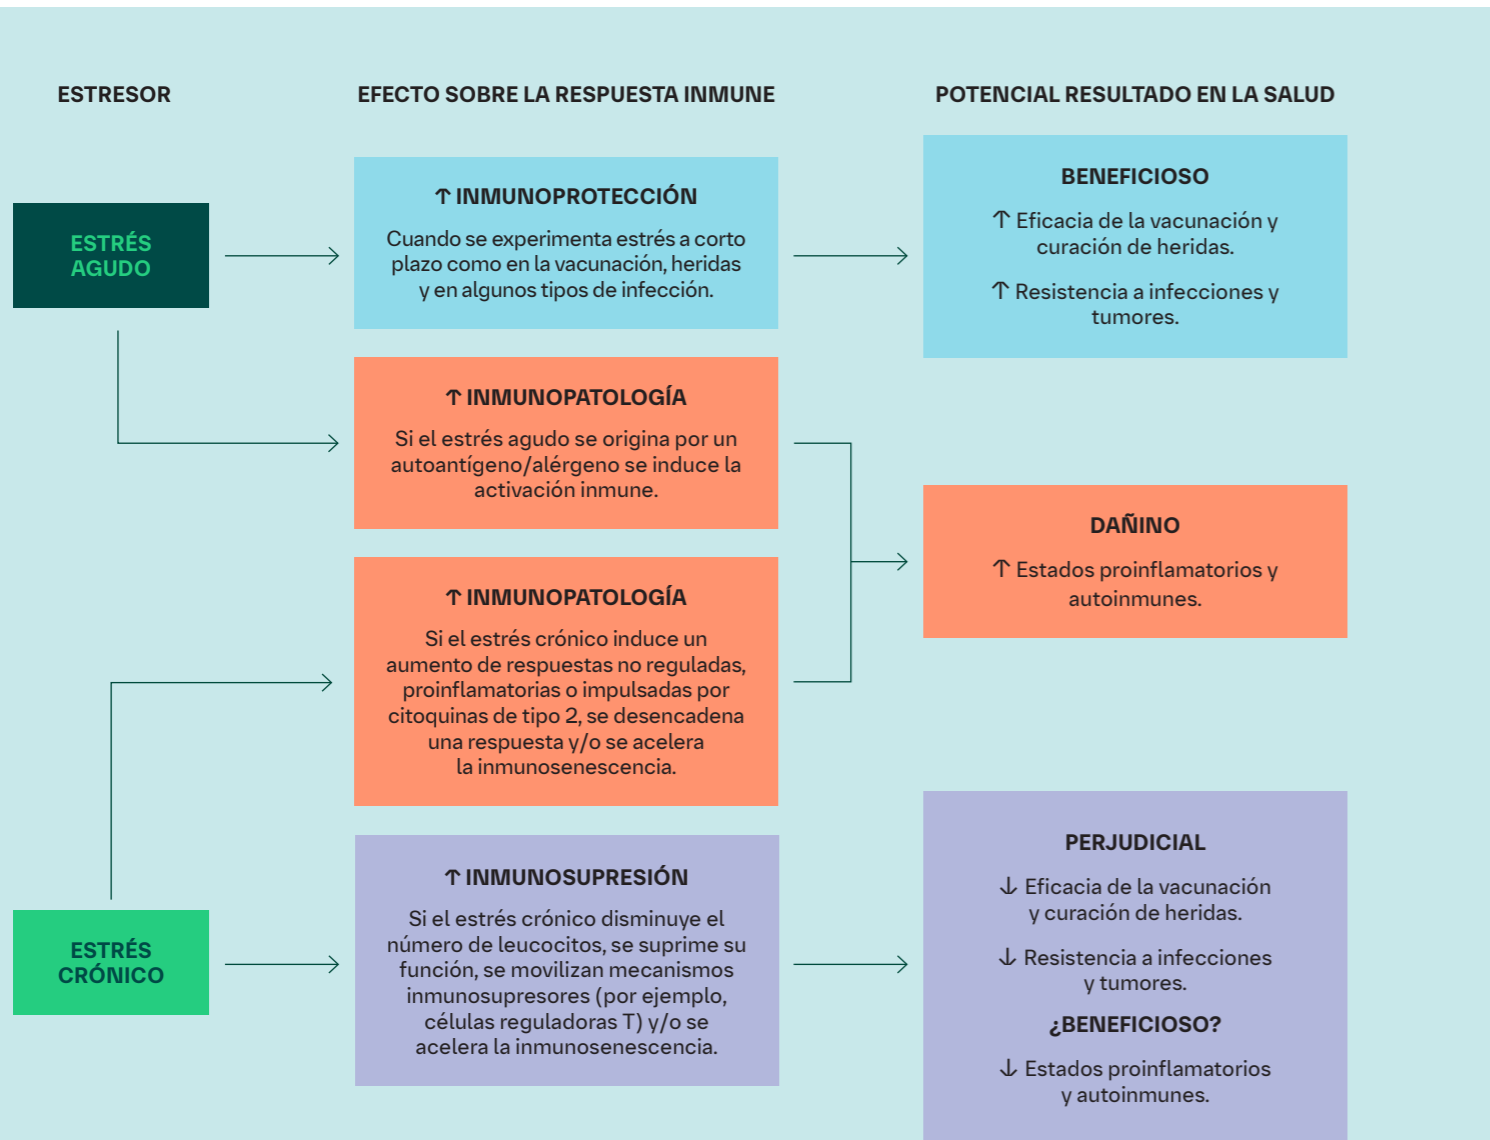 ESTRESOR
EFECTO SOBRE LA RESPUESTA INMUNE
POTENCIAL RESULTADO EN LA SALUD
ESTRÉS
AGUDO
↑ INMUNOPROTECCIÓN
Cuando se experimenta estrés a corto
plazo como en la vacunación, heridas
y en algunos tipos de infección.
BENEFICIOSO
↑ Eficacia de la vacunación y
curación de heridas.
↑ Resistencia a infecciones y
tumores.
↑ INMUNOPATOLOGÍA
Si el estrés agudo se origina por un
autoantígeno/alérgeno se induce la
activación inmune.
DAÑINO
↑ Estados proinflamatorios y
autoinmunes.
↑ INMUNOPATOLOGÍA
Si el estrés crónico induce un
aumento de respuestas no reguladas,
proinflamatorias o impulsadas por
citoquinas de tipo 2, se desencadena
una respuesta y/o se acelera
la inmunosenescencia.
ESTRÉS
CRÓNICO
↑ INMUNOSUPRESIÓN
Si el estrés crónico disminuye el
número de leucocitos, se suprime su
función, se movilizan mecanismos
inmunosupresores (por ejemplo,
células reguladoras T) y/o se
acelera la inmunosenescencia.
PERJUDICIAL
↓ Eficacia de la vacunación
y curación de heridas.
↓ Resistencia a infecciones
y tumores.
¿BENEFICIOSO?
↓ Estados proinflamatorios
y autoinmunes.